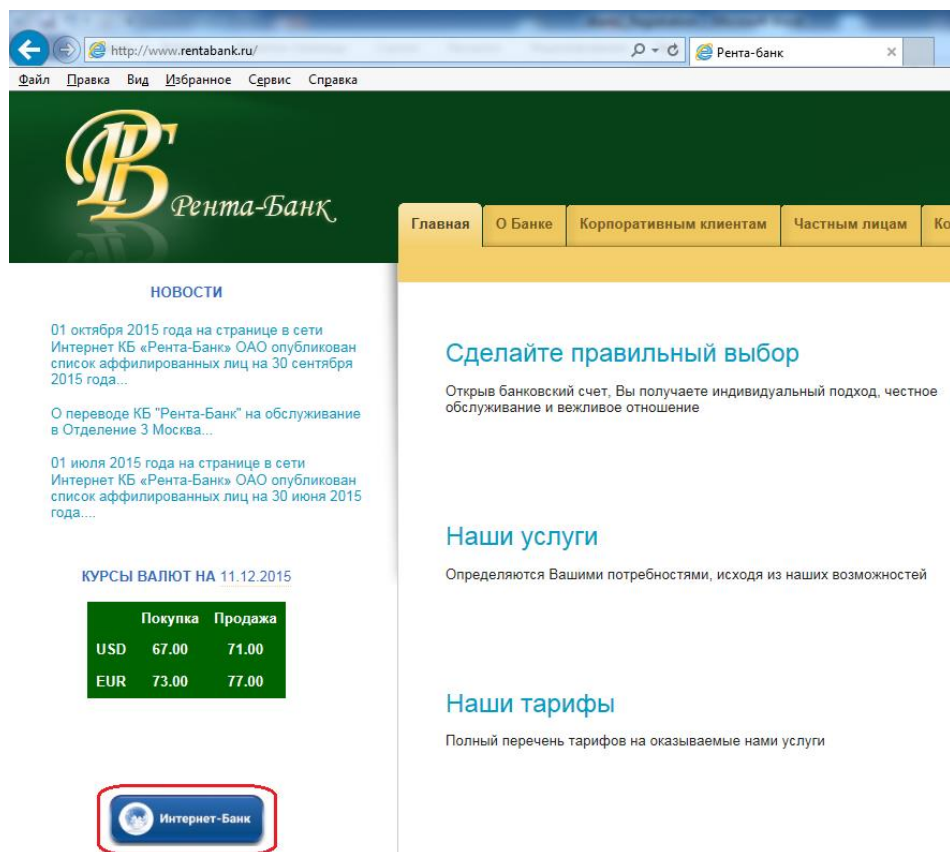 http://www.rentabank.ru/
Рента-банк
Файл Правка Вид Избранное Сервис Справка
РБ
Рента-Банк
Главная О Банке Корпоративным клиентам Частным лицам
НОВОСТИ
01 октября 2015 года на странице в сети
Интернет КБ «Рента-Банк» ОАО опубликован
список аффилированных лиц на 30 сентября
2015 года...
О переводе КБ "Рента-Банк" на обслуживание
в Отделение 3 Москва...
01 июля 2015 года на странице в сети
Интернет КБ «Рента-Банк» ОАО опубликован
список аффилированных лиц на 30 июня 2015
года....
КУРСЫ ВАЛЮТ НА 11.12.2015
Покупка Продажа
USD 67.00 71.00
EUR 73.00 77.00
Интернет-Банк
Сделайте правильный выбор
Открыв банковский счет, Вы получаете индивидуальный подход, честное
обслуживание и вежливое отношение
Наши услуги
Определяются Вашими потребностями, исходя из наших возможностей
Наши тарифы
Полный перечень тарифов на оказываемые нами услуги